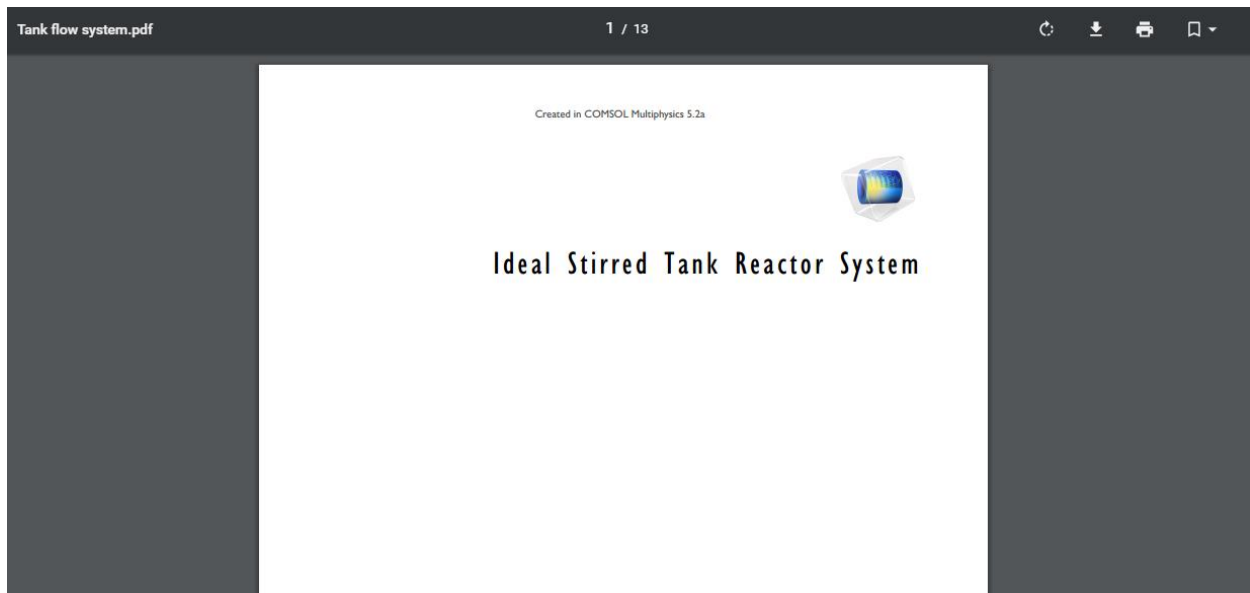 Tank flow system.pdf
1 / 13
Created in COMSOL Multiphysics 5.2a
Ideal Stirred Tank Reactor System